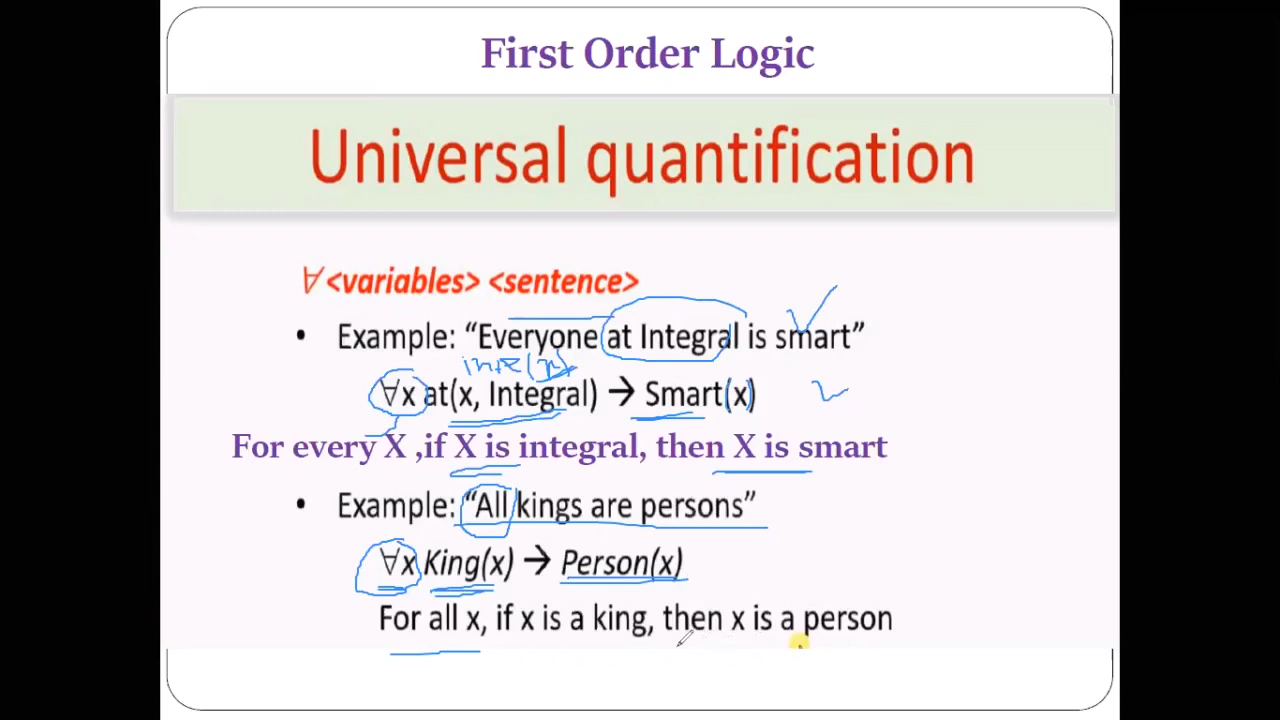 First Order Logic
Universal quantification
∀ <variables> <sentence>
• Example: “Everyone at Integral is smart”
∀x at(x, Integral) → Smart(x)
For every X ,if X is integral, then X is smart
• Example: “All kings are persons”
∀x King(x) → Person(x)
For all x, if x is a king, then x is a person